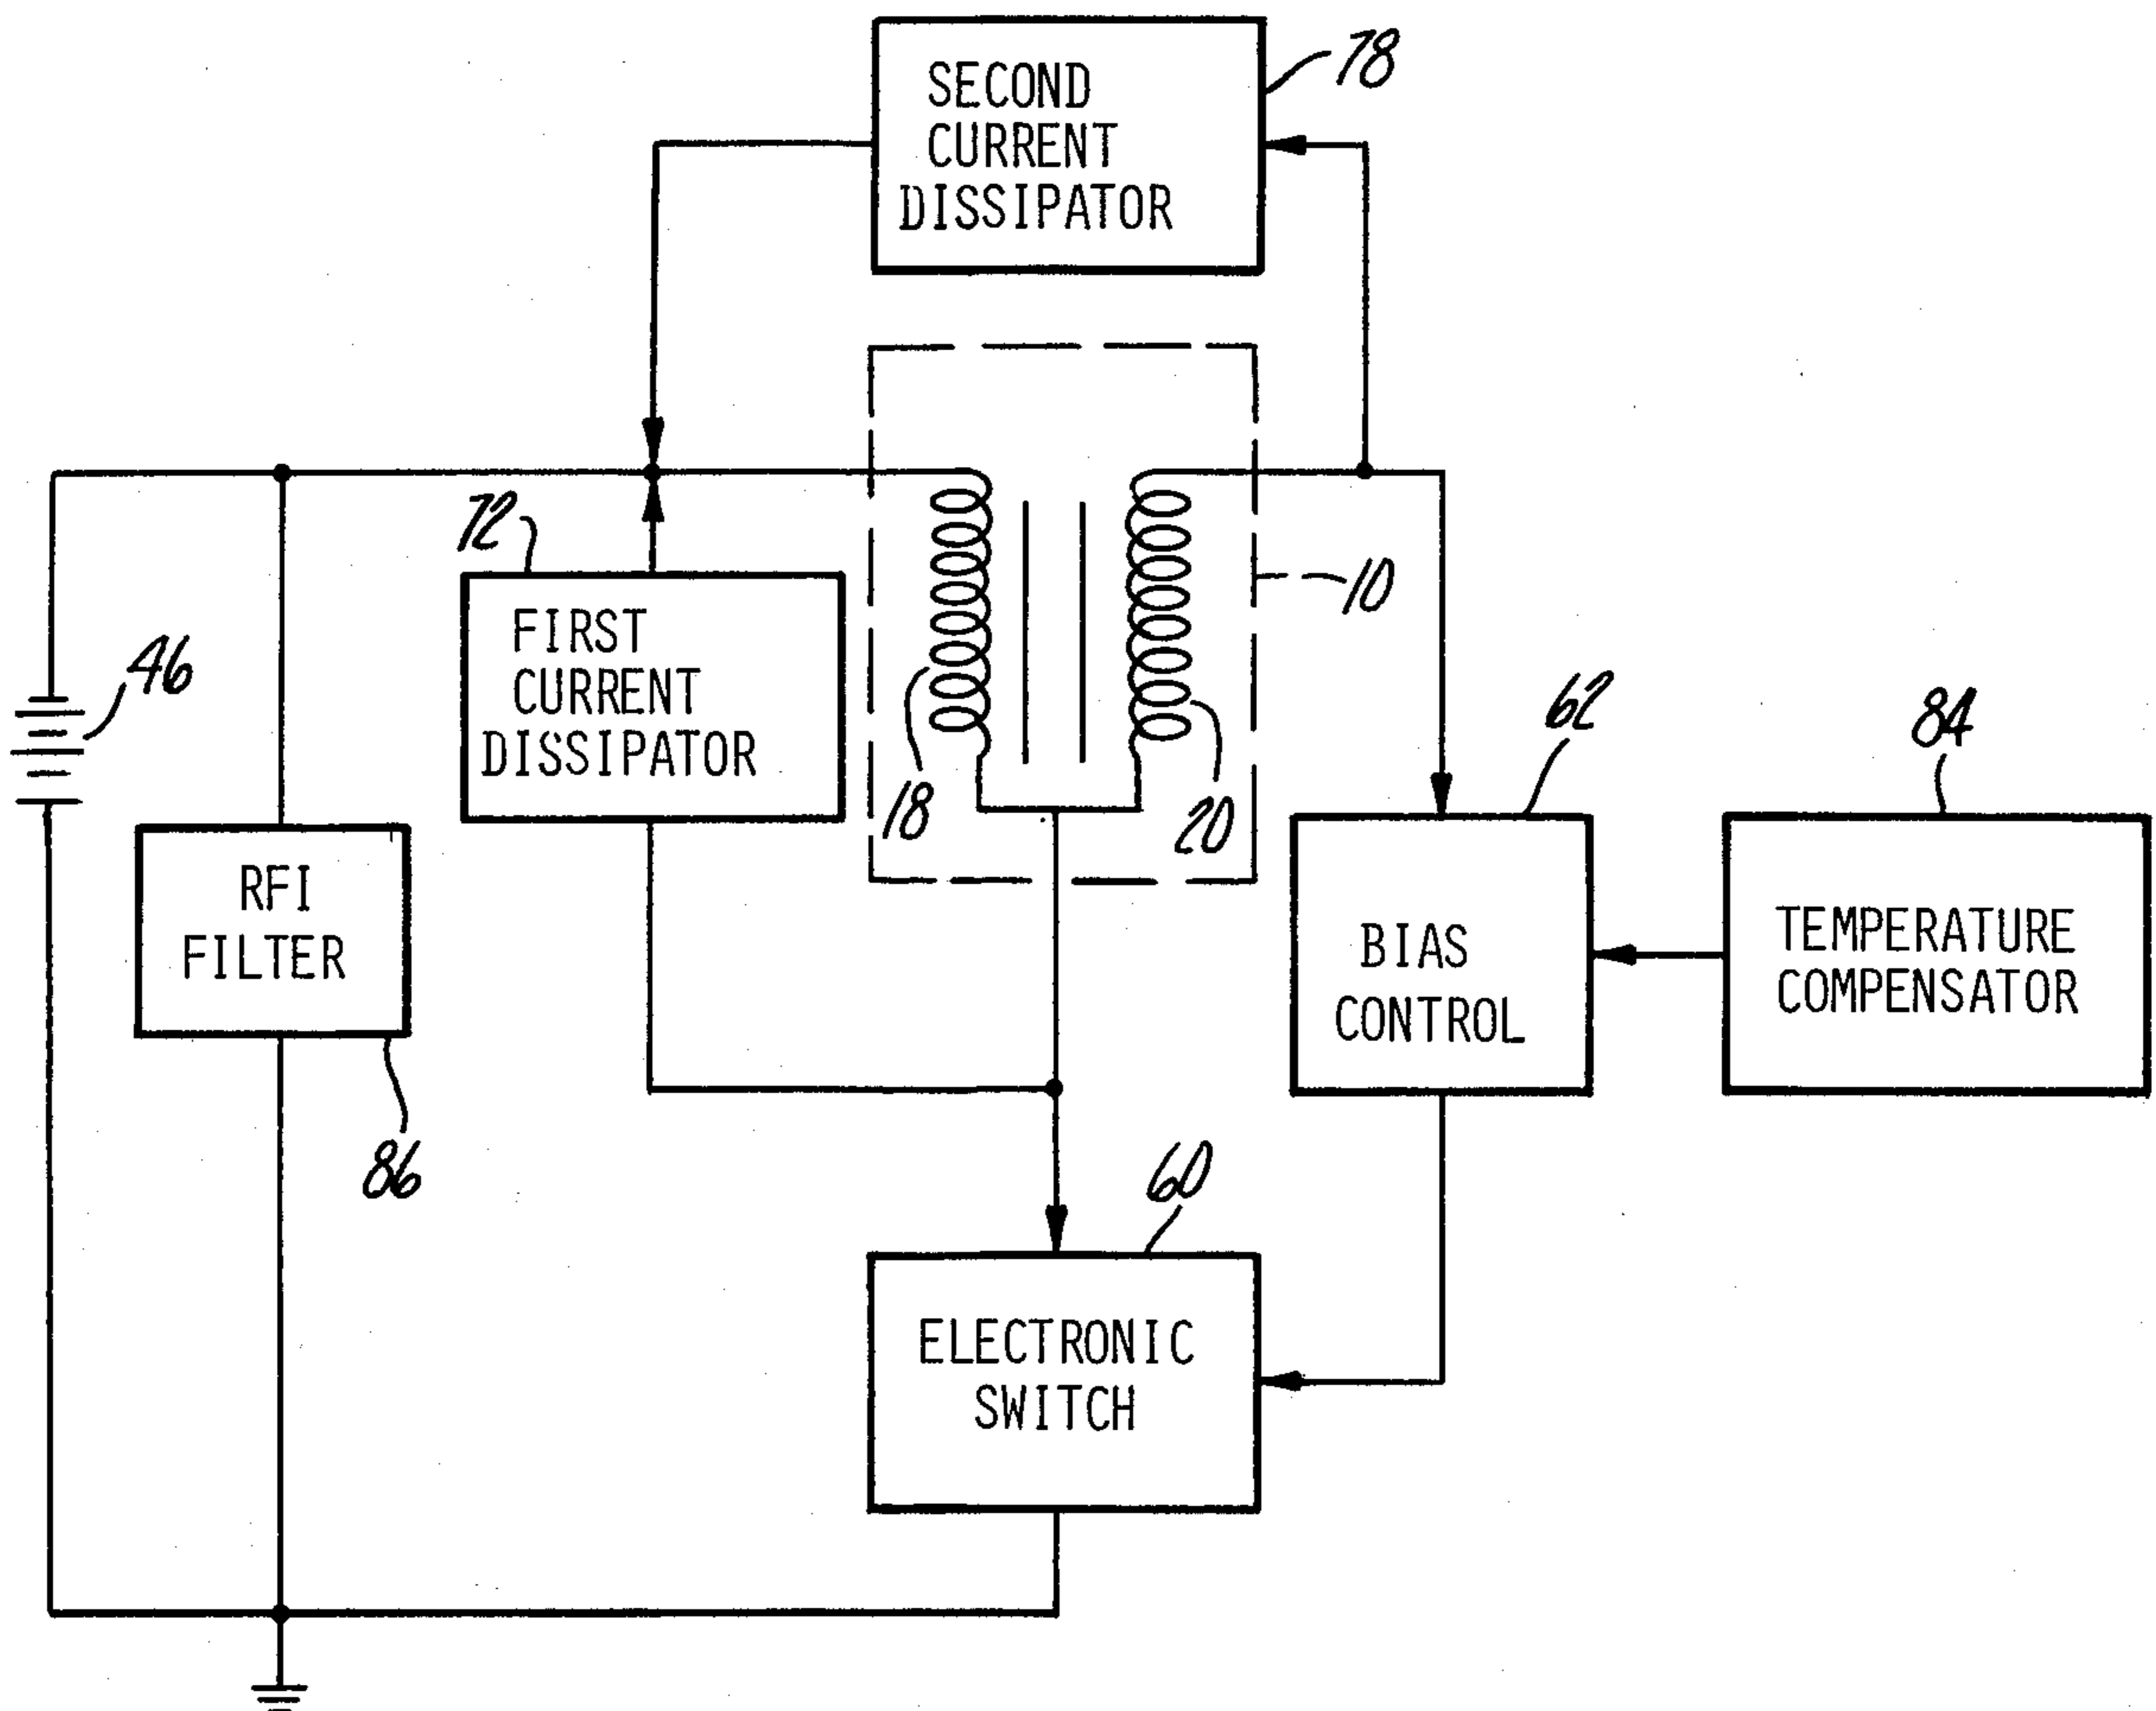 SECOND
CURRENT
DISSIPATOR
78
72
FIRST
CURRENT
DISSIPATOR
10
46
18
20
62
84
RFI
FILTER
86
BIAS
CONTROL
TEMPERATURE
COMPENSATOR
60
ELECTRONIC
SWITCH